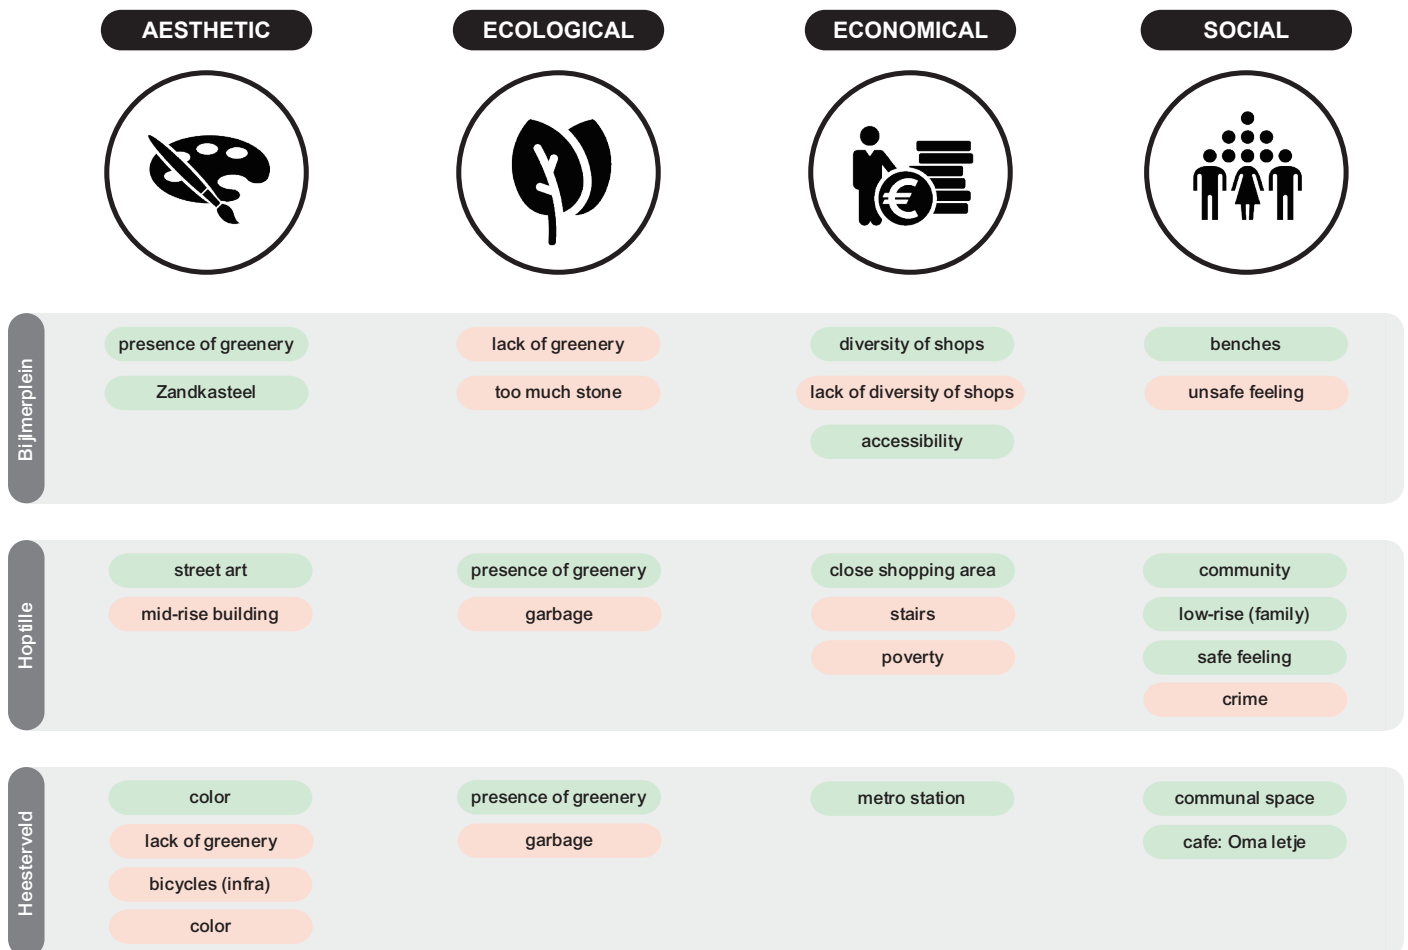 AESTHETIC
ECOLOGICAL
ECONOMICAL
SOCIAL
€
Bijlmerplein
presence of greenery
lack of greenery
diversity of shops
benches
Zandkasteel
too much stone
lack of diversity of shops
unsafe feeling
accessibility
Hoptille
street art
presence of greenery
close shopping area
community
mid-rise building
garbage
stairs
low-rise (family)
poverty
safe feeling
crime
Heesterveld
color
presence of greenery
metro station
communal space
lack of greenery
garbage
cafe: Oma letje
bicycles (infra)
color